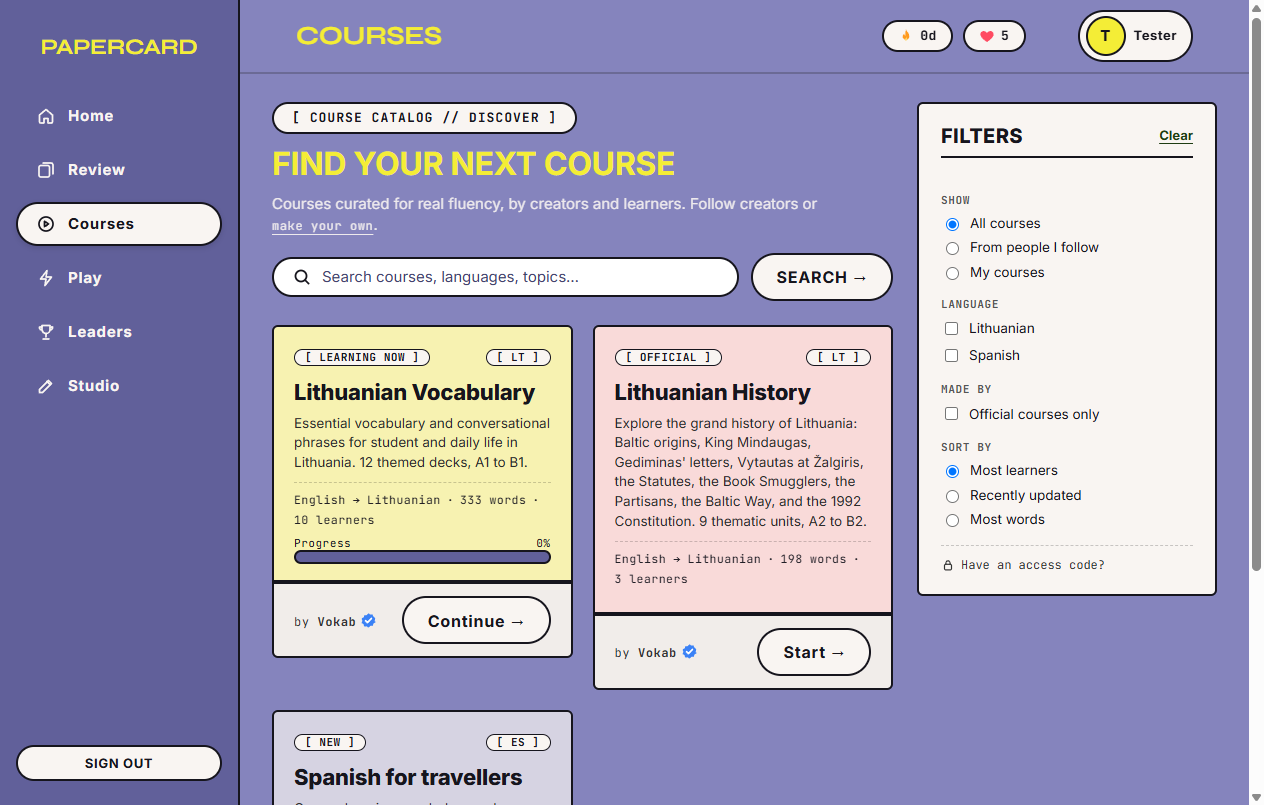 PAPERCARD
Home
Review
Courses
Play
Leaders
Studio
SIGN OUT
COURSES
0d
5
T
Tester
[ COURSE CATALOG // DISCOVER ]
FIND YOUR NEXT COURSE
Courses curated for real fluency, by creators and learners. Follow creators or
make your own.
Search courses, languages, topics...
SEARCH →
[ LEARNING NOW ]
[ LT ]
Lithuanian Vocabulary
Essential vocabulary and conversational
phrases for student and daily life in
Lithuania. 12 themed decks, A1 to B1.
English → Lithuanian · 333 words ·
10 learners
Progress
0%
by Vokab
Continue →
[ OFFICIAL ]
[ LT ]
Lithuanian History
Explore the grand history of Lithuania:
Baltic origins, King Mindaugas,
Gediminas' letters, Vytautas at Žalgiris,
the Statutes, the Book Smugglers, the
Partisans, the Baltic Way, and the 1992
Constitution. 9 thematic units, A2 to B2.
English → Lithuanian · 198 words ·
3 learners
by Vokab
Start →
[ NEW ]
[ ES ]
Spanish for travellers
FILTERS
Clear
SHOW
All courses
From people I follow
My courses
LANGUAGE
Lithuanian
Spanish
MADE BY
Official courses only
SORT BY
Most learners
Recently updated
Most words
Have an access code?